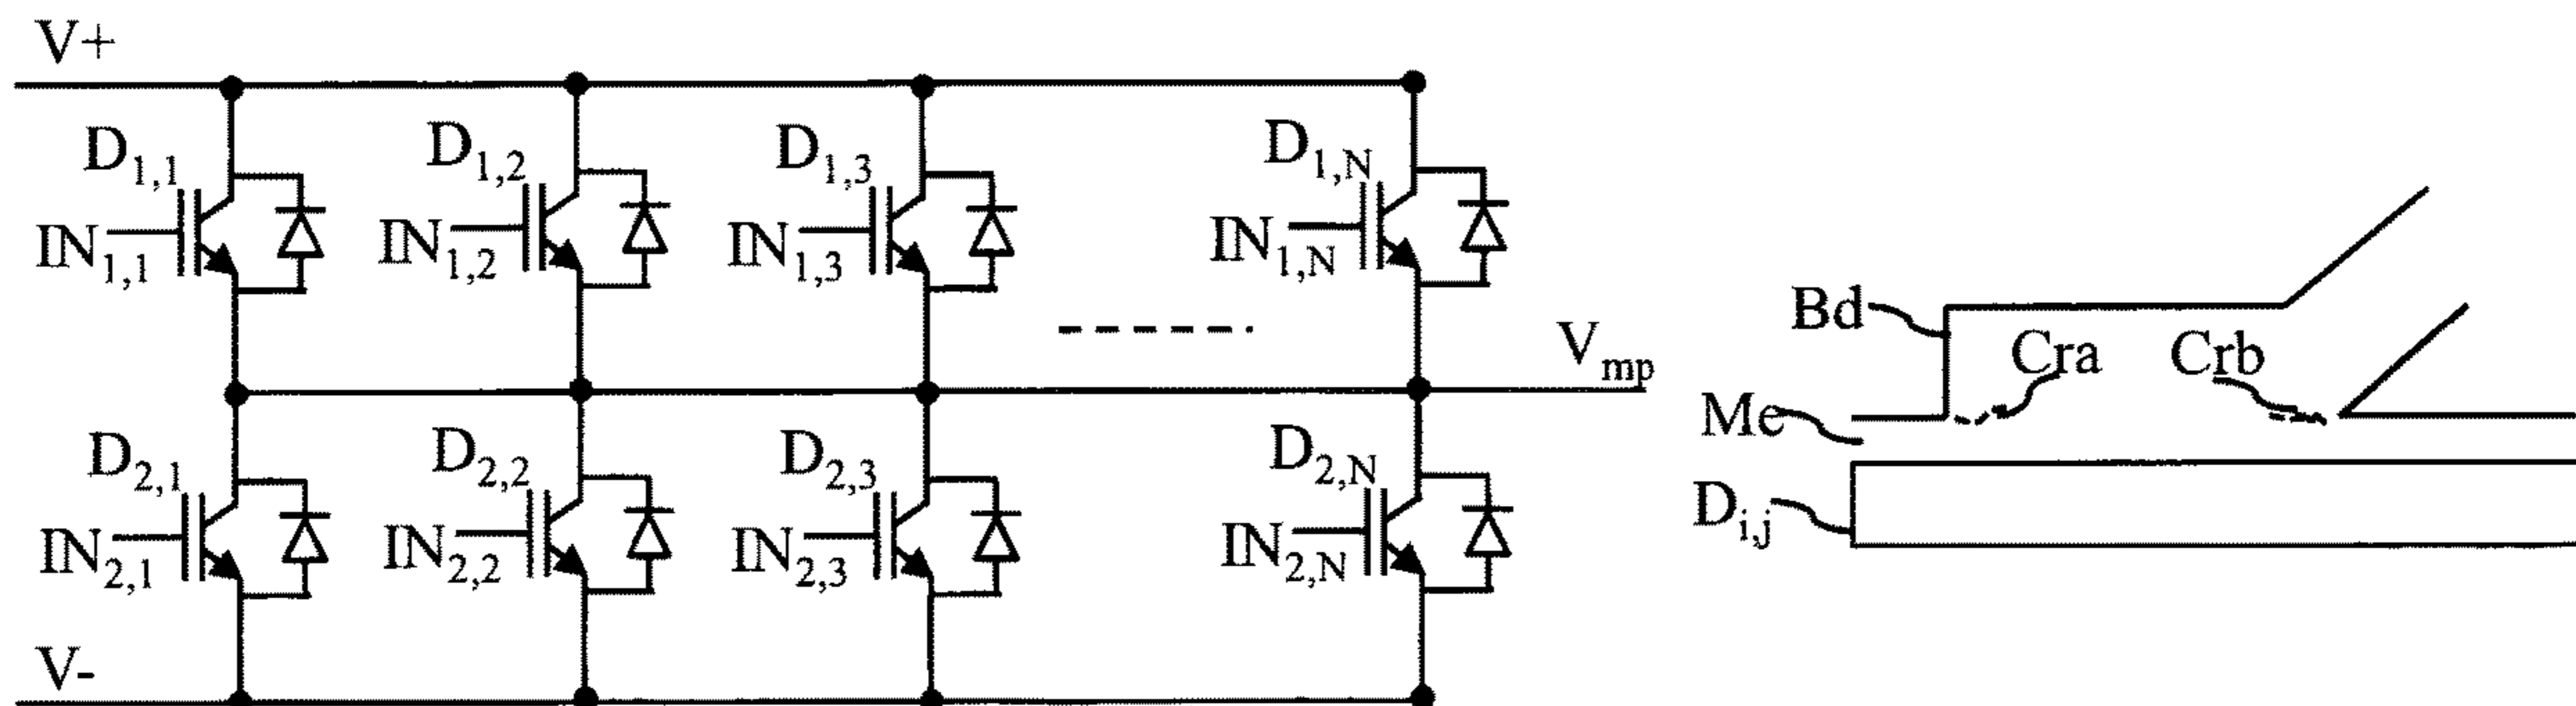 V+
D1,1
D1,2
D1,3
D1,N
IN1,1
IN1,2
IN1,3
IN1,N
Vmp
D2,1
D2,2
D2,3
D2,N
IN2,1
IN2,2
IN2,3
IN2,N
V-
Bd
Cra
Crb
Me
Di,j